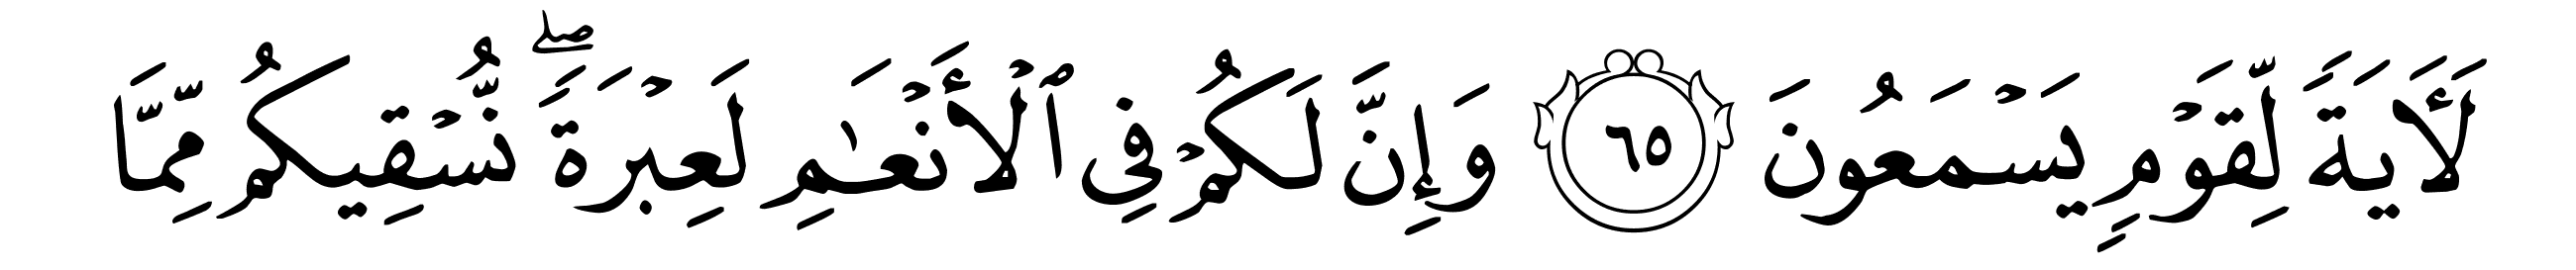 لَأٓيَةٗ لِّقَوۡمٖ يَسۡمَعُونَ ٦٥ وَإِنَّ لَكُمۡ فِي ٱلۡأَنۡعَٰمِ لَعِبۡرَةٗۖ نُّسۡقِيكُم مِّمَّا